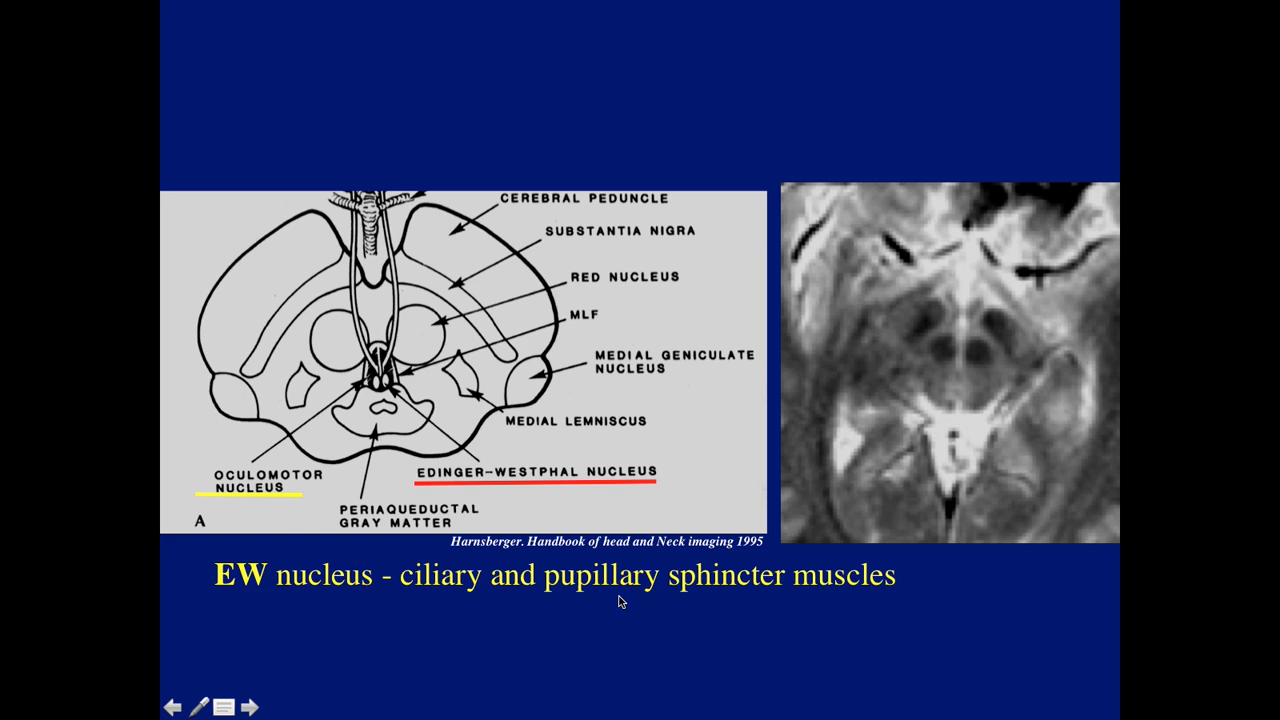 CEREBRAL PEDUNCLE
SUBSTANTIA NIGRA
RED NUCLEUS
MLF
MEDIAL GENICULATE
NUCLEUS
MEDIAL LEMNISCUS
OCULOMOTOR
NUCLEUS
EDINGER-WESTPHAL NUCLEUS
PERIAQUEDUCTAL
GRAY MATTER
A
Harnsberger. Handbook of head and Neck imaging 1995
EW nucleus - ciliary and pupillary sphincter muscles